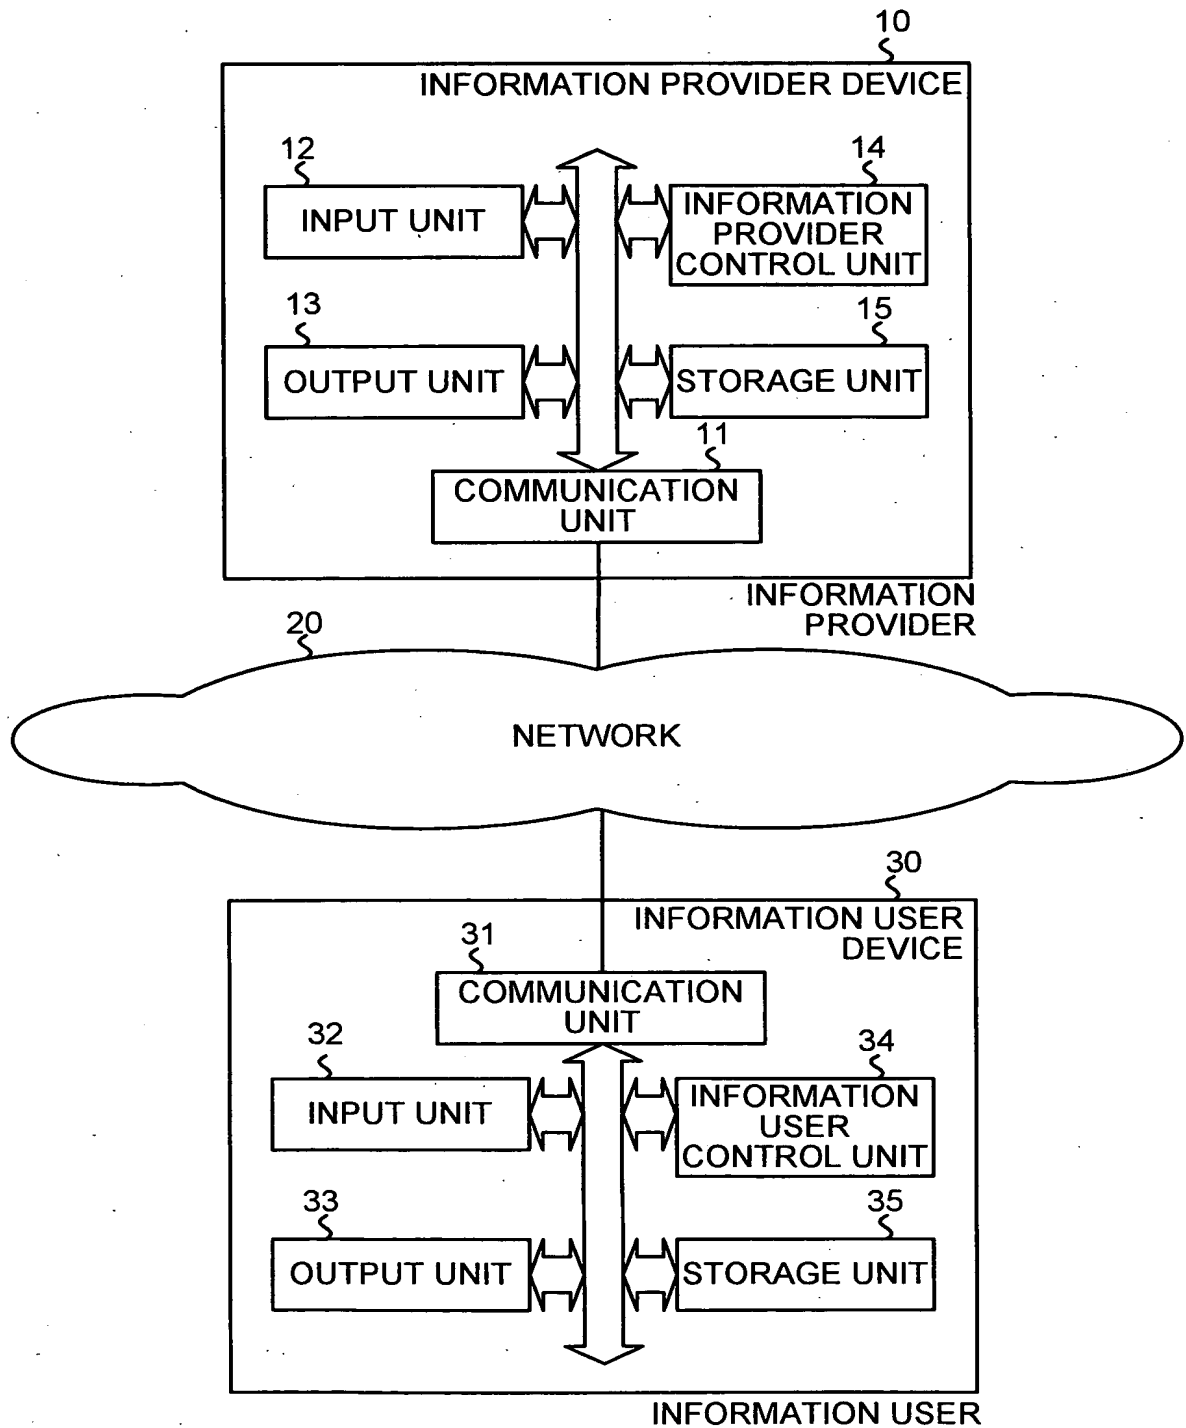 10
INFORMATION PROVIDER DEVICE
12
14
INPUT UNIT
INFORMATION
PROVIDER
CONTROL UNIT
13
15
OUTPUT UNIT
STORAGE UNIT
11
COMMUNICATION
UNIT
INFORMATION
PROVIDER
20
NETWORK
30
INFORMATION USER
DEVICE
31
COMMUNICATION
UNIT
32
34
INPUT UNIT
INFORMATION
USER
CONTROL UNIT
33
35
OUTPUT UNIT
STORAGE UNIT
INFORMATION USER